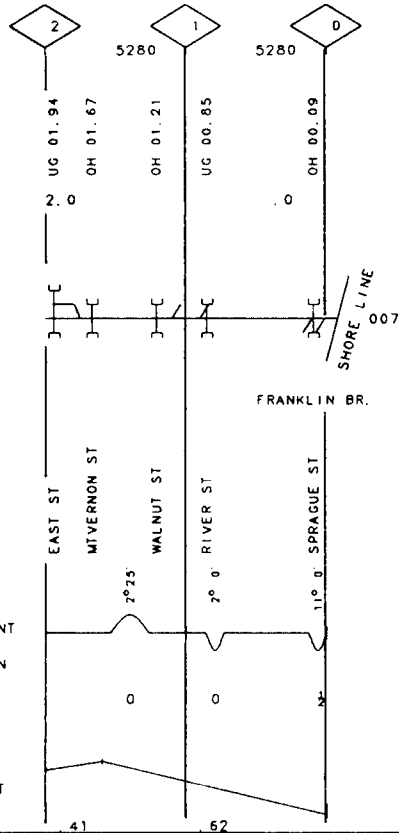 2
1
0
5280
5280
UG 01.94
OH 01.67
OH 01.21
UG 00.85
OH 00.09
2.0
.0
SHORE LINE
007
FRANKLIN BR.
EAST ST
MTVERNON ST
WALNUT ST
RIVER ST
SPRAGUE ST
2° 25'
2° 0'
11° 0'
NT
N
0
0
T
41
.62